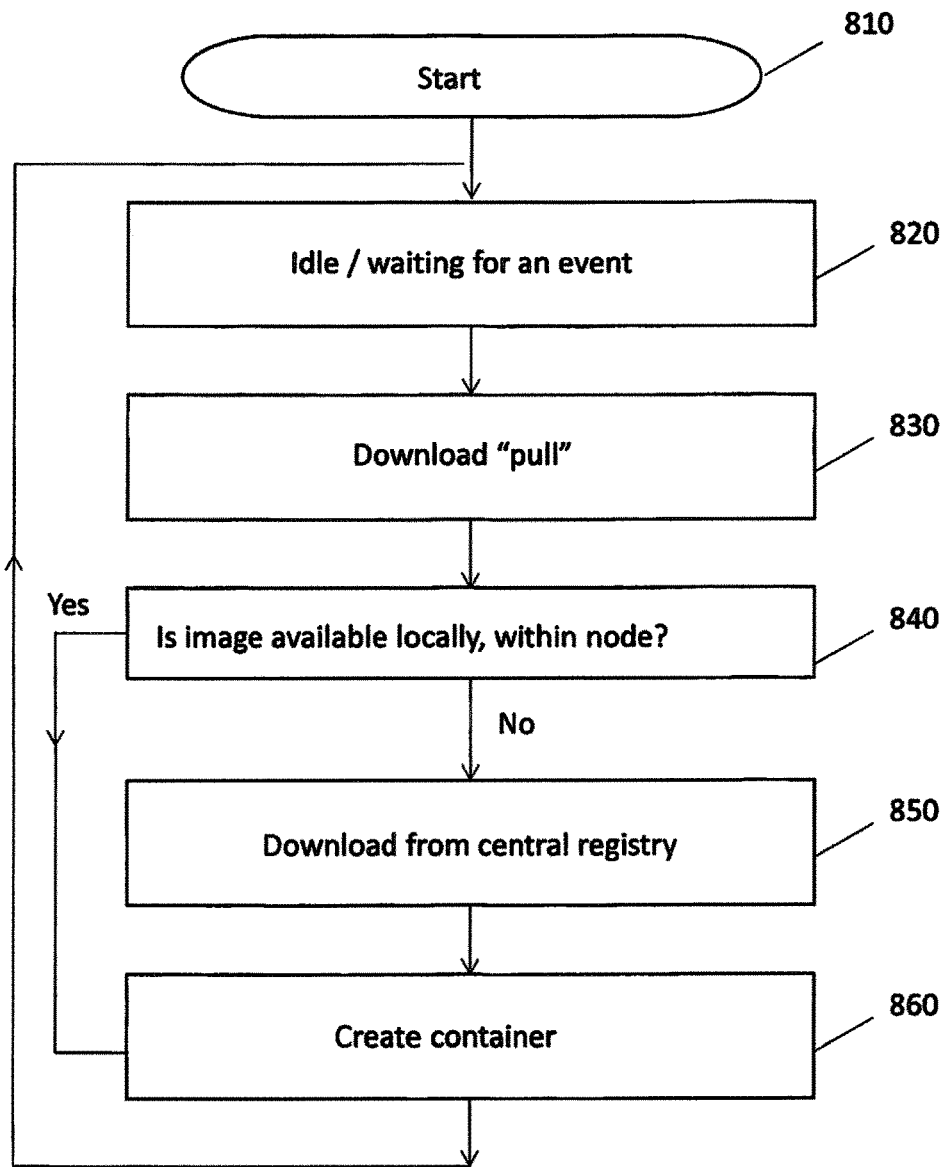 810
Start
820
Idle / waiting for an event
830
Download “pull”
Yes
840
Is image available locally, within node?
No
850
Download from central registry
860
Create container